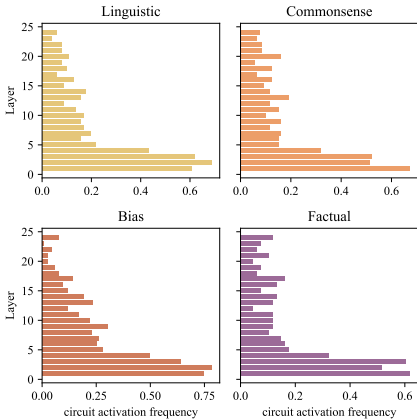 Linguistic
Commonsense
25
20
15
10
5
0
Layer
0.0 0.2 0.4 0.6
0.0 0.2 0.4 0.6
Bias
Factual
25
20
15
10
5
0
Layer
0.00 0.25 0.50 0.75
0.0 0.2 0.4 0.6
circuit activation frequency
circuit activation frequency